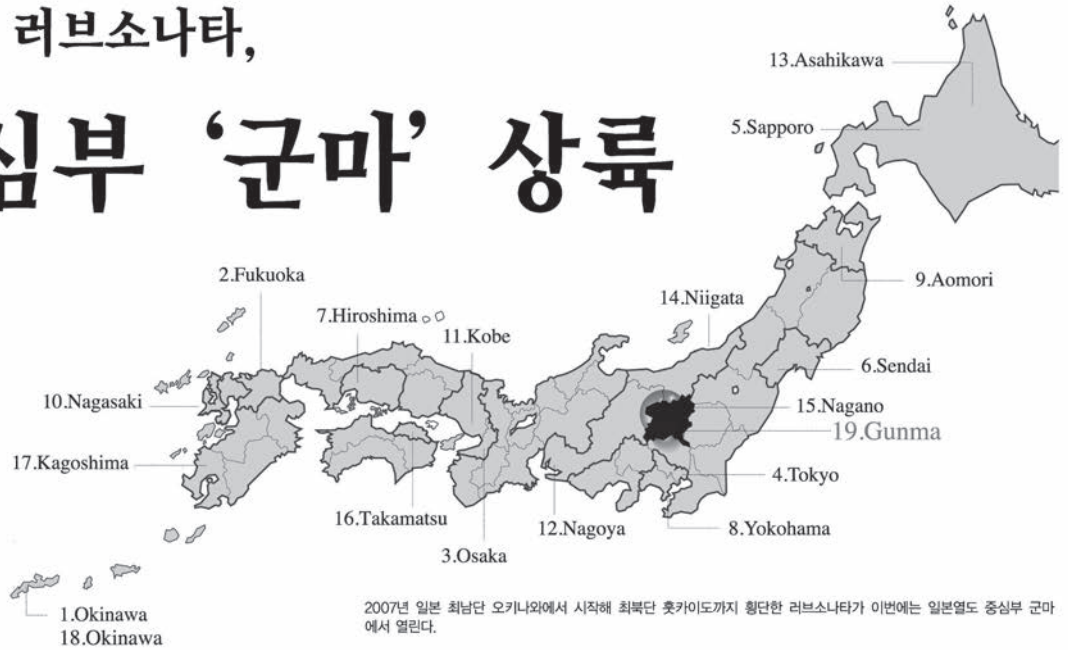 러브소나타,
심부 ‘군마’ 상륙
13.Asahikawa
5.Sapporo
2.Fukuoka
9.Aomori
14.Niigata
7.Hiroshima
11.Kobe
6.Sendai
10.Nagasaki
15.Nagano
19.Gunma
17.Kagoshima
4.Tokyo
16.Takamatsu
12.Nagoya
8.Yokohama
3.Osaka
1.Okinawa
18.Okinawa
2007년 일본 최남단 오키나와에서 시작해 최북단 훗카이도까지 횡단한 러브소나타가 이번에는 일본열도 중심부 군마
에서 열린다.